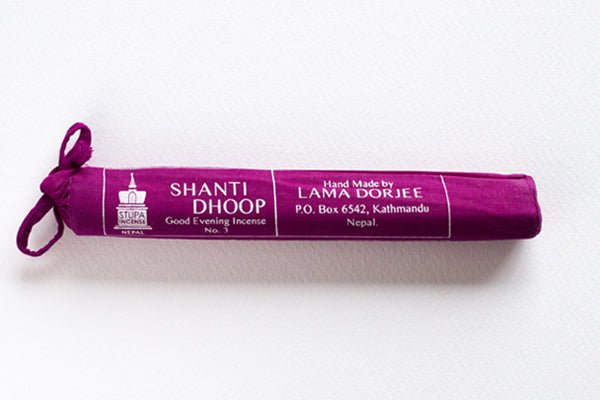 STUPA
INCENSE
NEPAL
SHANTI
DHOOP
Good Evening Incense
No. 3
Hand Made by
LAMA DORJEE
P.O. Box 6542, Kathmandu
Nepal.